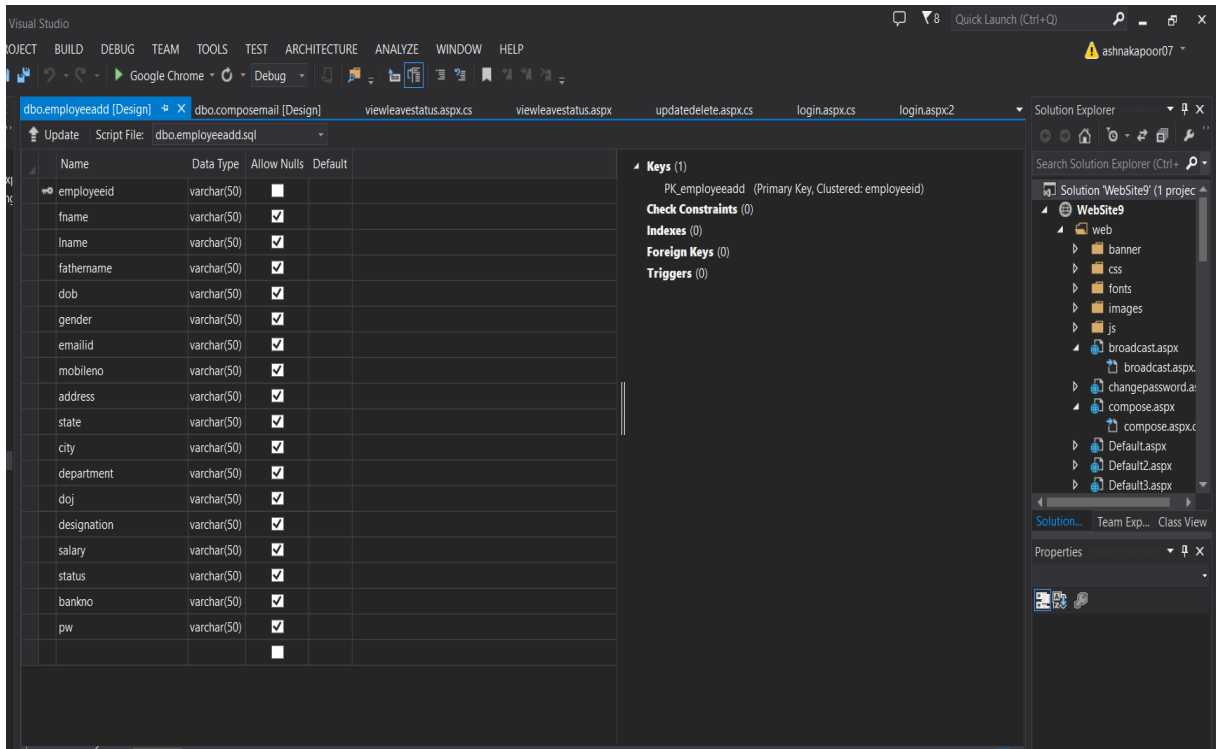 Visual Studio
8 Quick Launch (Ctrl+Q)
ROJECT BUILD DEBUG TEAM TOOLS TEST ARCHITECTURE ANALYZE WINDOW HELP
ashnakapoor07
Google Chrome Debug
dbo.employeeadd [Design] dbo.composemail [Design] viewleavestatus.aspx.cs viewleavestatus.aspx updatedelete.aspx.cs login.aspx.cs login.aspx:2
Update Script File: dbo.employeeadd.sql
Name Data Type Allow Nulls Default
employeeid varchar(50)
fname varchar(50)
lname varchar(50)
fathername varchar(50)
dob varchar(50)
gender varchar(50)
emailid varchar(50)
mobileno varchar(50)
address varchar(50)
state varchar(50)
city varchar(50)
department varchar(50)
doj varchar(50)
designation varchar(50)
salary varchar(50)
status varchar(50)
bankno varchar(50)
pw varchar(50)
Keys (1)
PK_employeeadd (Primary Key, Clustered: employeeid)
Check Constraints (0)
Indexes (0)
Foreign Keys (0)
Triggers (0)
Solution Explorer
Search Solution Explorer (Ctrl+
Solution 'WebSite9' (1 projec
WebSite9
web
banner
css
fonts
images
js
broadcast.aspx
broadcast.aspx.
changepassword.a
compose.aspx
compose.aspx.c
Default.aspx
Default2.aspx
Default3.aspx
Solution... Team Exp... Class View
Properties